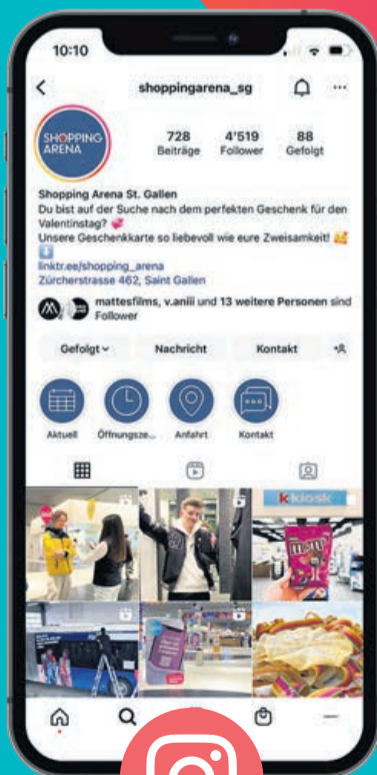 10:10
shoppingarena_sg
SHOPPING
ARENA
728 4'519 88
Beiträge Follower Gefolgt
Shopping Arena St. Gallen
Du bist auf der Suche nach dem perfekten Geschenk für den
Valentinstag? 💞
Unsere Geschenkkarte so liebevoll wie eure Zweisamkeit! 🥰
⬇️
linktr.ee/shopping_arena
Zürcherstrasse 462, Saint Gallen
mattesfilms, v.aniii und 13 weitere Personen sind
Follower
Gefolgt Nachricht Kontakt
Aktuell Öffnungsze... Anfahrt Kontakt
k kiosk
m&m's